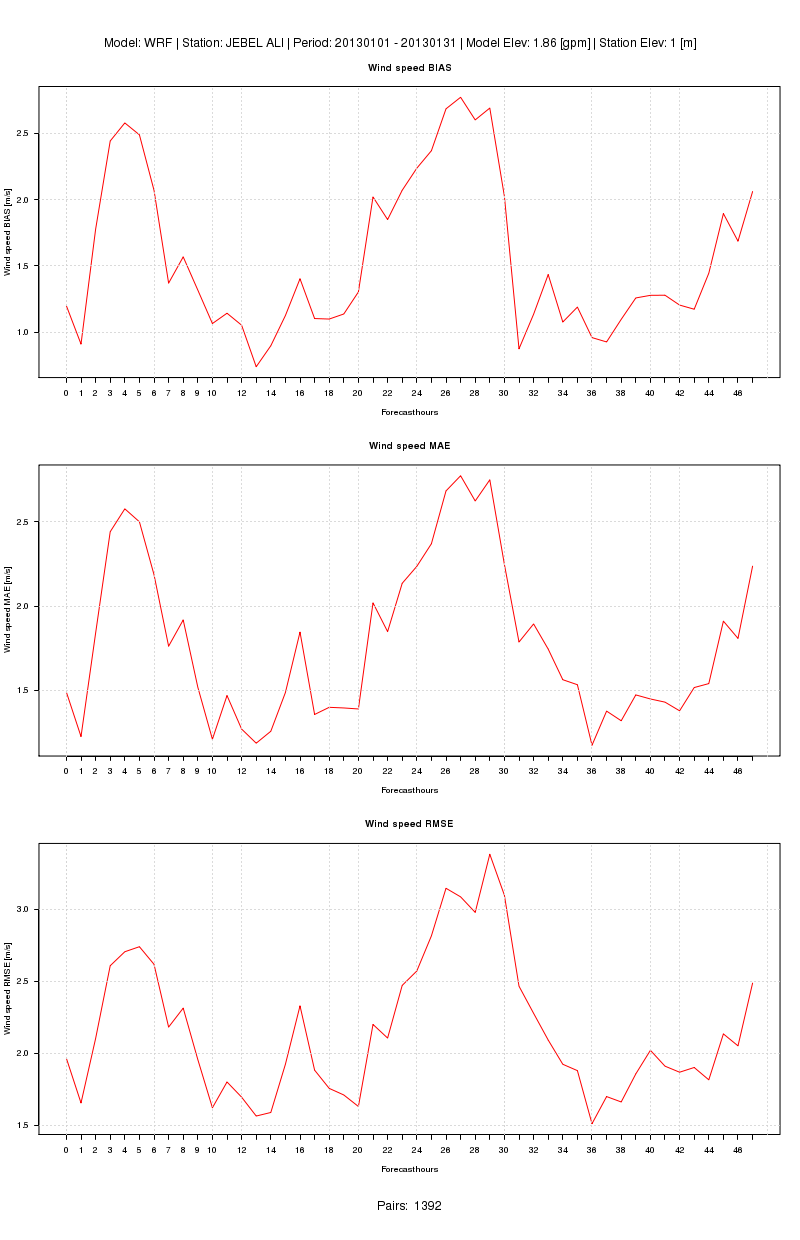 Model: WRF | Station: JEBEL ALI | Period: 20130101 - 20130131 | Model Elev: 1.86 [gpm] | Station Elev: 1 [m]
Wind speed BIAS
Wind speed BIAS [m/s]
2.5
2.0
1.5
1.0
0 1 2 3 4 5 6 7 8 9 10 12 14 16 18 20 22 24 26 28 30 32 34 36 38 40 42 44 46
Forecasthours
Wind speed MAE
Wind speed MAE [m/s]
2.5
2.0
1.5
0 1 2 3 4 5 6 7 8 9 10 12 14 16 18 20 22 24 26 28 30 32 34 36 38 40 42 44 46
Forecasthours
Wind speed RMSE
Wind speed RMSE [m/s]
3.0
2.5
2.0
1.5
0 1 2 3 4 5 6 7 8 9 10 12 14 16 18 20 22 24 26 28 30 32 34 36 38 40 42 44 46
Forecasthours
Pairs: 1392